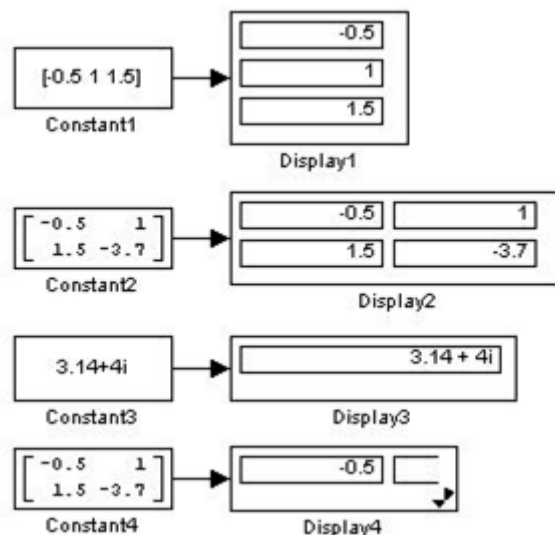 [-0.5 1 1.5]
Constant1
-0.5
1
1.5
Display1
-0.5 1
1.5 -3.7
Constant2
-0.5 1
1.5 -3.7
Display2
3.14+4i
Constant3
3.14 + 4i
Display3
-0.5 1
1.5 -3.7
Constant4
-0.5
Display4